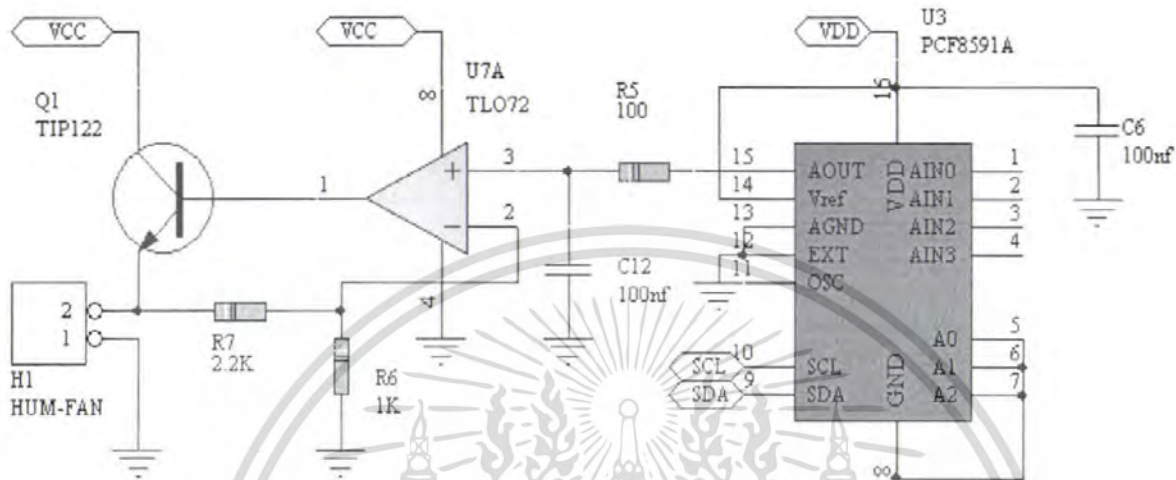 VCC
Q1
TIP122
VCC
U7A
TLO72
8
3
2
1
4
R5
100
C12
100nf
R7
2.2K
R6
1K
2
1
H1
HUM-FAN
VDD
U3
PCF8591A
16
C6
100nf
15
14
13
12
11
10
9
AOUT
Vref
AGND
EXT
OSC
SCL
SDA
VDD
GND
AIN0
AIN1
AIN2
AIN3
A0
A1
A2
1
2
3
4
5
6
7
8
SCL
SDA